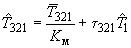 T̂₃₂₁ = T̅₃₂₁ / Kм + τ₃₂₁T̂₁